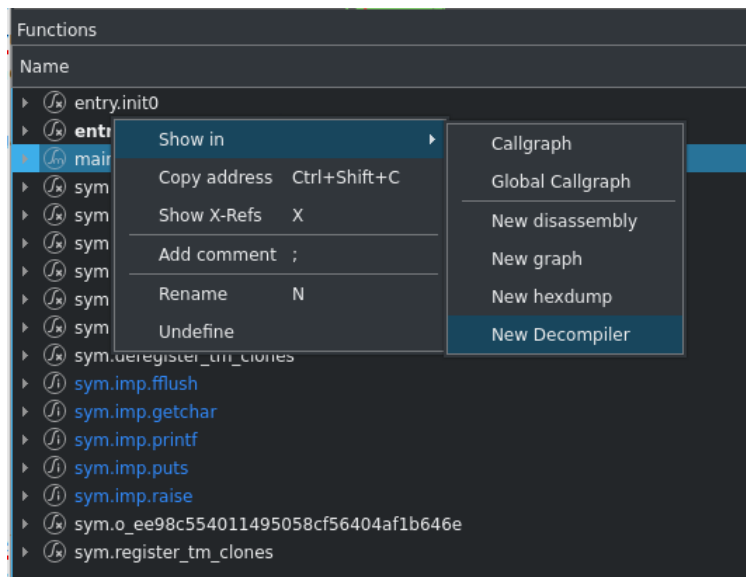 Functions
Name
entry.init0
entr
main
sym
sym
sym
sym
sym
sym
sym.deregister_tm_clones
sym.imp.fflush
sym.imp.getchar
sym.imp.printf
sym.imp.puts
sym.imp.raise
sym.o_ee98c554011495058cf56404af1b646e
sym.register_tm_clones
Show in
Copy address Ctrl+Shift+C
Show X-Refs X
Add comment ;
Rename N
Undefine
Callgraph
Global Callgraph
New disassembly
New graph
New hexdump
New Decompiler